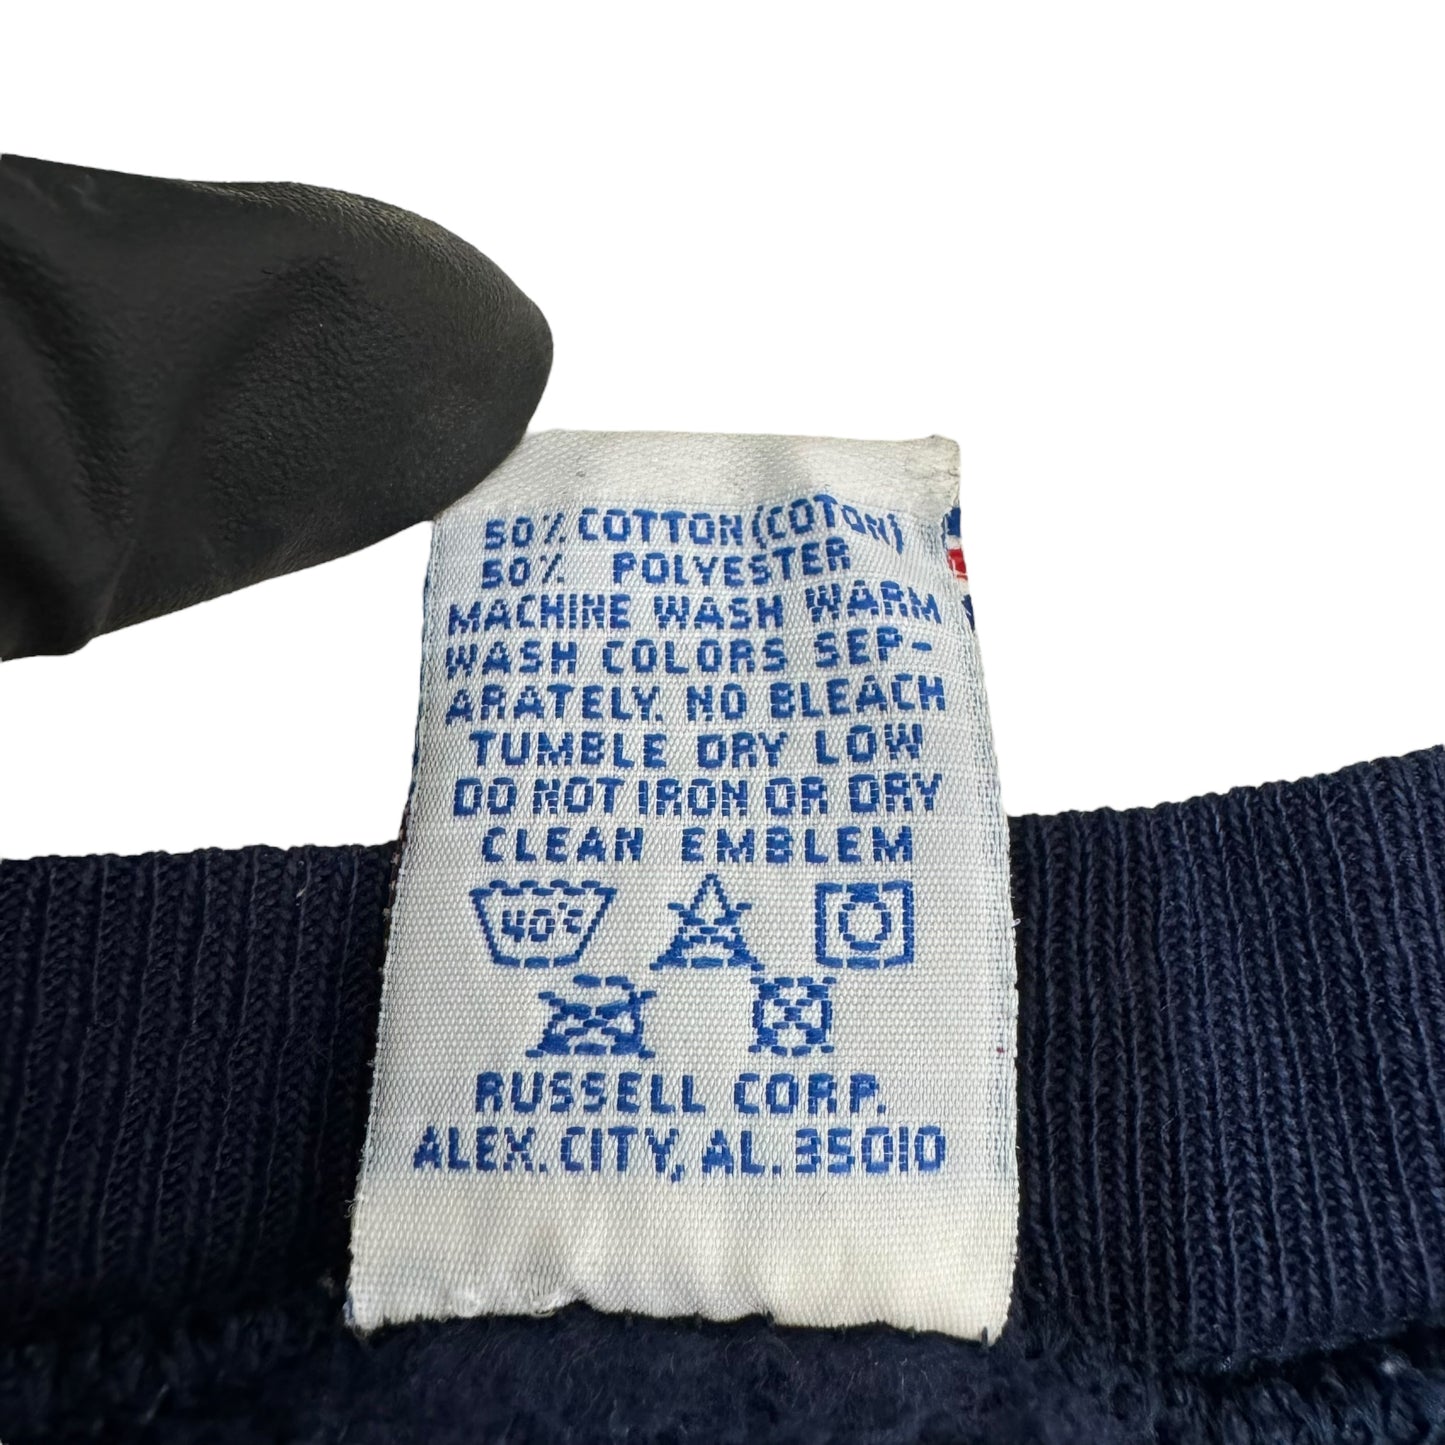 50% COTTON (COTON)
50% POLYESTER
MACHINE WASH WARM
WASH COLORS SEP-
ARATELY. NO BLEACH
TUMBLE DRY LOW
DO NOT IRON OR DRY
CLEAN EMBLEM
40°C
RUSSELL CORP.
ALEX. CITY, AL. 35010